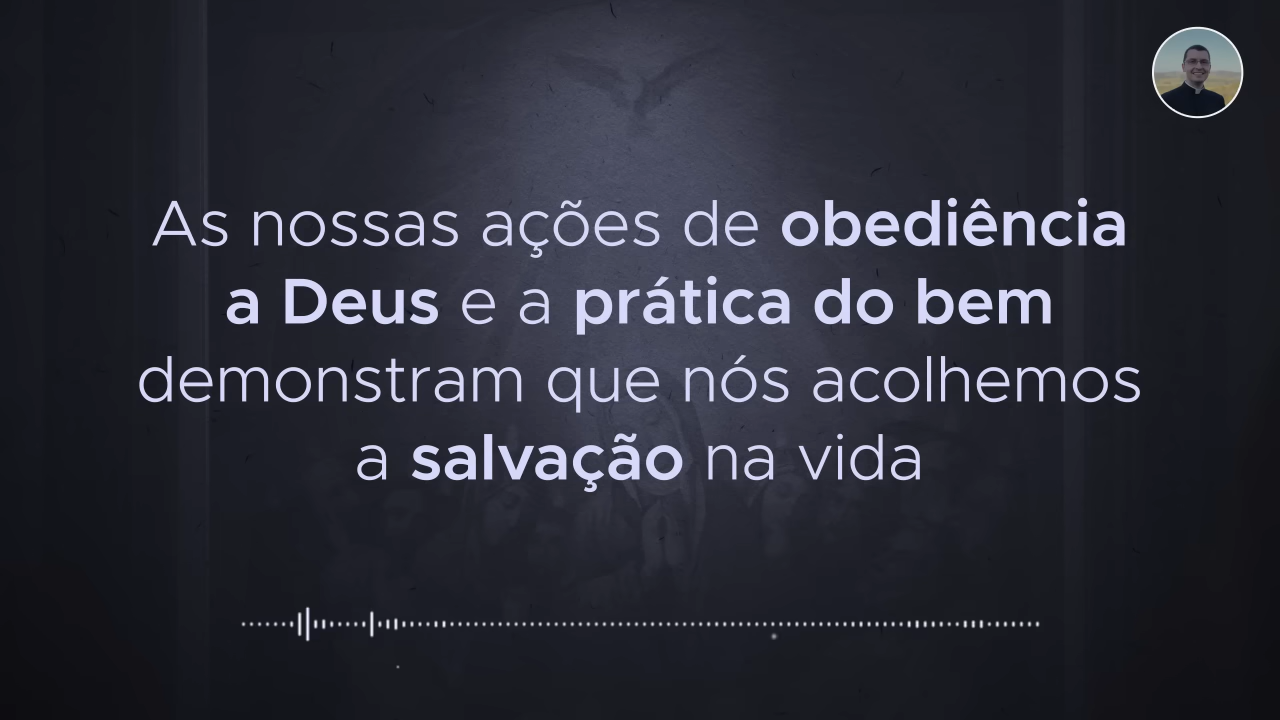 As nossas ações de obediência
a Deus e a prática do bem
demonstram que nós acolhemos
a salvação na vida